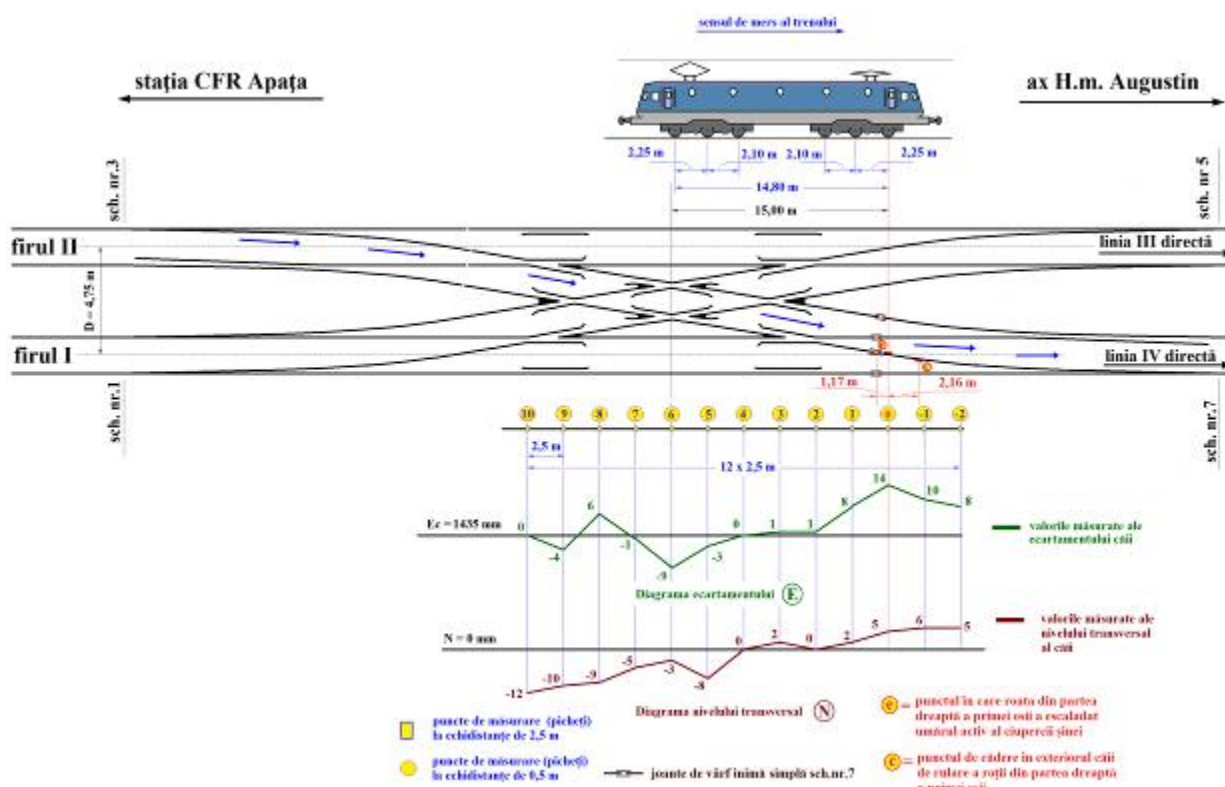 sensul de mers al trenului
stația CFR Apața
ax H.m. Augustin
2,25 m
2,10 m
2,10 m
2,25 m
14,80 m
15,00 m
sch. nr.3
sch. nr 5
firul II
linia III directă
D = 4,75 m
firul I
linia IV directă
1,17 m
2,16 m
sch. nr.1
sch. nr.7
10 9 8 7 6 5 4 3 2 1 0 -1 -2
2,5 m
12 x 2,5 m
0 -4 6 -1 -9 -3 0 1 1 8 14 10 8
Ec = 1435 mm
valorile măsurate ale
ecartamentului căii
Diagrama ecartamentului E
N = 0 mm
-12 -10 -9 -5 -3 -8 0 2 0 2 5 6 5
valorile măsurate ale
nivelului transversal
al căii
Diagrama nivelului transversal N
puncte de măsurare (picheți)
la echidistanțe de 2,5 m
puncte de măsurare (picheți)
la echidistanțe de 0,5 m
joante de vârf inimă simplă sch.nr.7
e = punctul în care roata din partea
dreaptă a primei osii a escaladat
umărul activ al ciupercii șinei
c = punctul de cădere în exteriorul căii
de rulare a roții din partea dreaptă